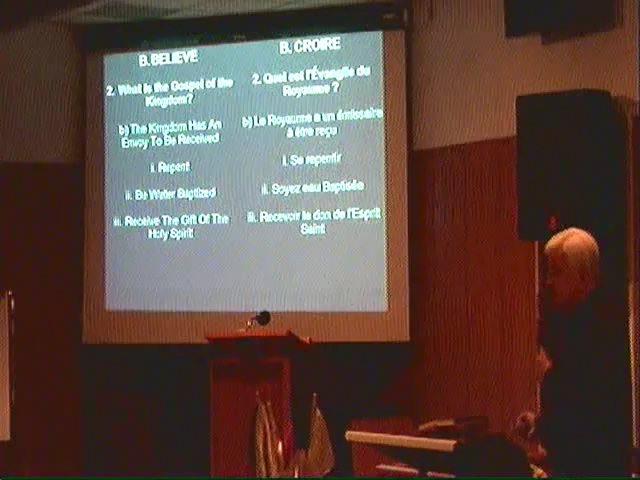 B. BELIEVE
2. What Is the Gospel of the
Kingdom?
b) The Kingdom Has An
Envoy To Be Received
i. Repent
ii. Be Water Baptized
iii. Receive The Gift Of The
Holy Spirit
B. CROIRE
2. Quel est l'Évangile du
Royaume ?
b) Le Royaume a un émissaire
à être reçu
i. Se repentir
ii. Soyez eau Baptisée
iii. Recevoir le don de l'Esprit
Saint